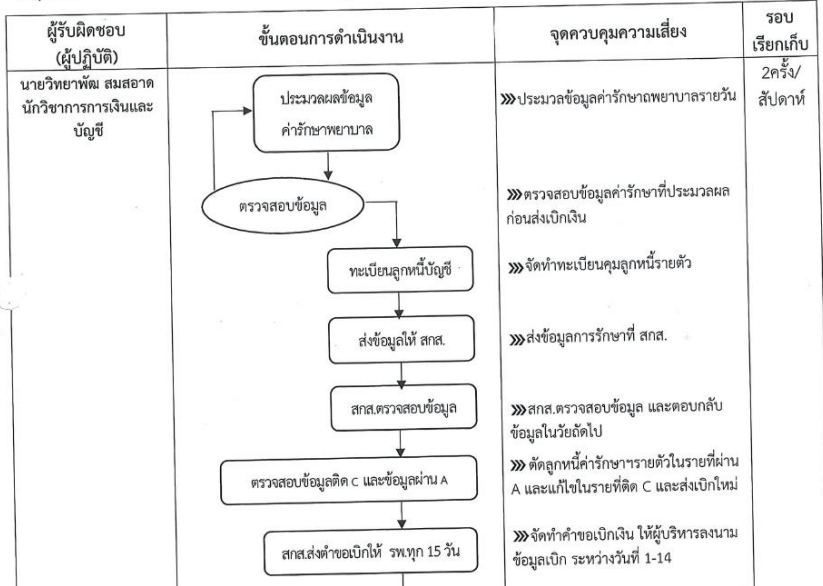 ผู้รับผิดชอบ
(ผู้ปฏิบัติ)
ขั้นตอนการดำเนินงาน
จุดควบคุมความเสี่ยง
รอบ
เรียกเก็บ
นายวิทยาพัฒ สมสอาด
นักวิชาการการเงินและ
บัญชี
ประมวลผลข้อมูล
ค่ารักษาพยาบาล
»»ประมวลข้อมูลค่ารักษาถพยาบาลรายวัน
2ครั้ง/
สัปดาห์
ตรวจสอบข้อมูล
»»ตรวจสอบข้อมูลค่ารักษาที่ประมวลผล
ก่อนส่งเบิกเงิน
ทะเบียนลูกหนี้บัญชี
»»จัดทำทะเบียนคุมลูกหนี้รายตัว
ส่งข้อมูลให้ สกส.
»»ส่งข้อมูลการรักษาที่ สกส.
สกส.ตรวจสอบข้อมูล
»»สกส.ตรวจสอบข้อมูล และตอบกลับ
ข้อมูลในวัยถัดไป
ตรวจสอบข้อมูลติด C และข้อมูลผ่าน A
»» ตัดลูกหนี้ค่ารักษาฯรายตัวในรายที่ผ่าน
A และแก้ไขในรายที่ติด C และส่งเบิกใหม่
สกส.ส่งตำขอเบิกให้ รพ.ทุก 15 วัน
»»จัดทำคำขอเบิกเงิน ให้ผู้บริหารลงนาม
ข้อมูลเบิก ระหว่างวันที่ 1-14